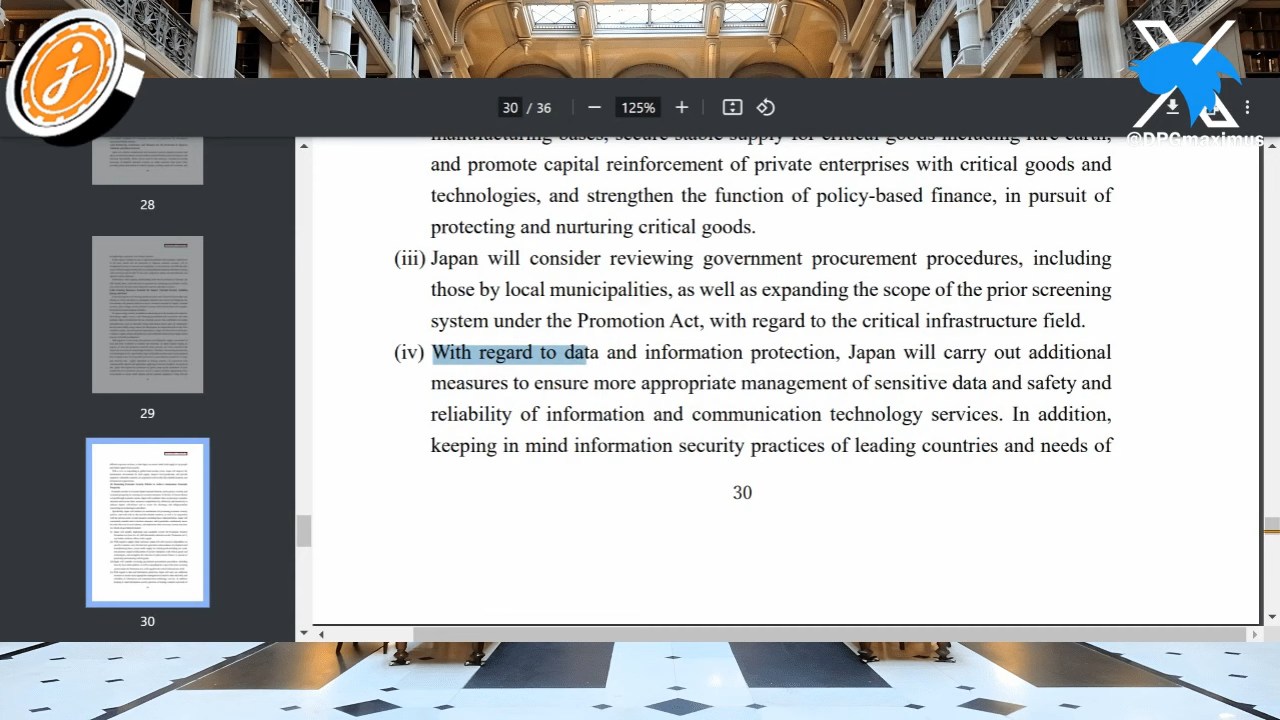 30 / 36
125%
@DPGmaximus
28
29
30
and promote capital reinforcement of private enterprises with critical goods and
technologies, and strengthen the function of policy-based finance, in pursuit of
protecting and nurturing critical goods.
(iii) Japan will consider reviewing government procurement procedures, including
those by local municipalities, as well as expanding the scope of the prior screening
system under the Promotion Act, with regard to the critical infrastructure field.
(iv) With regard to data and information protection, Japan will carry out additional
measures to ensure more appropriate management of sensitive data and safety and
reliability of information and communication technology services. In addition,
keeping in mind information security practices of leading countries and needs of
30